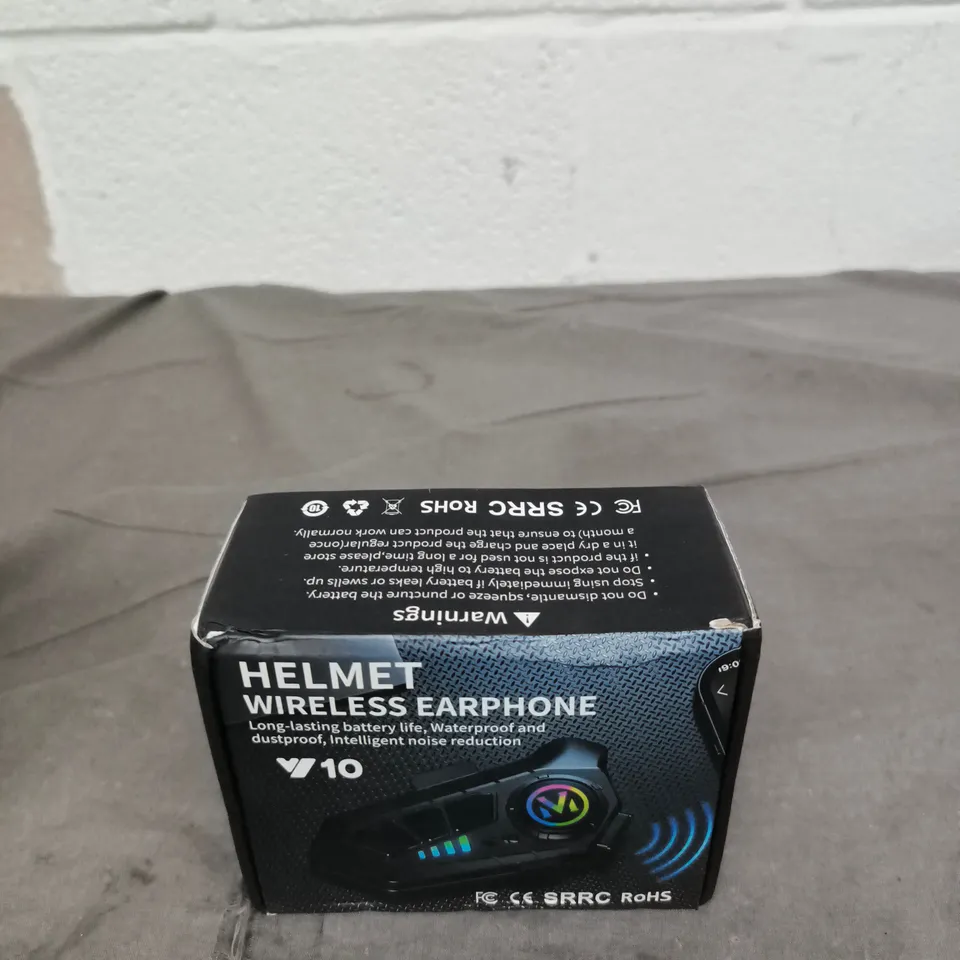 Warnings
• Do not dismantle, squeeze or puncture the battery.
• Stop using immediately if battery leaks or swells up.
• Do not expose the battery to high temperature.
• if the product is not used for a long time,please store
it in a dry place and charge the product regular(once
a month) to ensure that the product can work normally.
FC CE SRRC RoHS 10
HELMET
WIRELESS EARPHONE
Long-lasting battery life, Waterproof and
dustproof, Intelligent noise reduction
Y10
FC CE SRRC RoHS